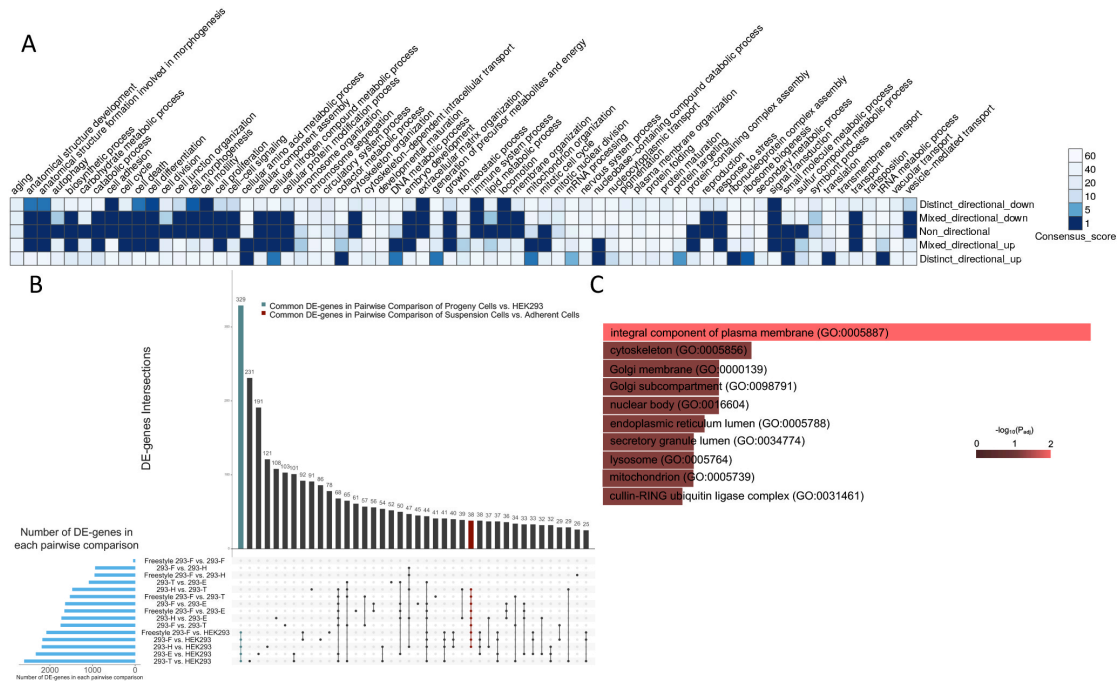 A
aging
anatomical structure development
anatomical structure formation involved in morphogenesis
autophagy
biosynthetic process
carbohydrate metabolic process
catabolic process
cell adhesion
cell cycle
cell death
cell differentiation
cell division
cell junction organization
cell morphogenesis
cell motility
cell proliferation
cell-cell signaling
cellular amino acid metabolic process
cellular component assembly
cellular nitrogen compound metabolic process
cellular protein modification process
chromosome organization
chromosome segregation
circulatory system process
cofactor metabolic process
cytoskeleton organization
cytoskeleton-dependent intracellular transport
developmental maturation
DNA metabolic process
embryo development
extracellular matrix organization
generation of precursor metabolites and energy
growth
homeostatic process
immune system process
lipid metabolic process
locomotion
membrane organization
mitochondrion organization
mitotic cell cycle
mitotic nuclear division
mRNA processing
nervous system process
nucleobase-containing compound catabolic process
nucleocytoplasmic transport
pigmentation
plasma membrane organization
protein folding
protein maturation
protein targeting
protein-containing complex assembly
reproduction
response to stress
ribonucleoprotein complex assembly
ribosome biogenesis
secondary metabolic process
signal transduction
small molecule metabolic process
sulfur compound metabolic process
symbiotic process
translation
transmembrane transport
transposition
tRNA metabolic process
vacuolar transport
vesicle-mediated transport
Distinct_directional_down
Mixed_directional_down
Non_directional
Mixed_directional_up
Distinct_directional_up
60
40
20
10
5
1
Consensus_score
B
DE-genes Intersections
Common DE-genes in Pairwise Comparison of Progeny Cells vs. HEK293
Common DE-genes in Pairwise Comparison of Suspension Cells vs. Adherent Cells
329 231 191 121 108 103 101 92 91 86 78 68 65 61 57 56 54 52 50 47 45 44 41 41 40 39 38 38 37 37 36 34 33 33 32 32 29 29 26 25
Number of DE-genes in
each pairwise comparison
Freestyle 293-F vs. 293-F
293-F vs. 293-H
Freestyle 293-F vs. 293-H
293-T vs. 293-E
293-H vs. 293-T
Freestyle 293-F vs. 293-T
293-F vs. 293-E
Freestyle 293-F vs. 293-E
293-H vs. 293-E
293-F vs. 293-T
Freestyle 293-F vs. HEK293
293-F vs. HEK293
293-H vs. HEK293
293-E vs. HEK293
293-T vs. HEK293
2000 1000 0
Number of DE-genes in each pairwise comparison
C
integral component of plasma membrane (GO:0005887)
cytoskeleton (GO:0005856)
Golgi membrane (GO:0000139)
Golgi subcompartment (GO:0098791)
nuclear body (GO:0016604)
endoplasmic reticulum lumen (GO:0005788)
secretory granule lumen (GO:0034774)
lysosome (GO:0005764)
mitochondrion (GO:0005739)
cullin-RING ubiquitin ligase complex (GO:0031461)
-log₁₀(Padj)
0 1 2